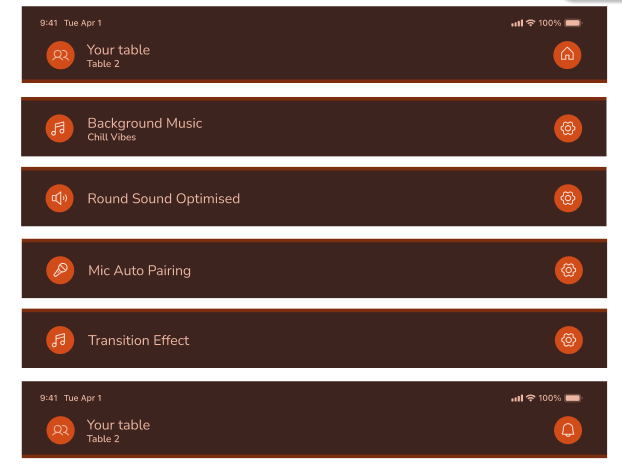 9:41 Tue Apr 1 100%
Your table
Table 2
Background Music
Chill Vibes
Round Sound Optimised
Mic Auto Pairing
Transition Effect
9:41 Tue Apr 1 100%
Your table
Table 2